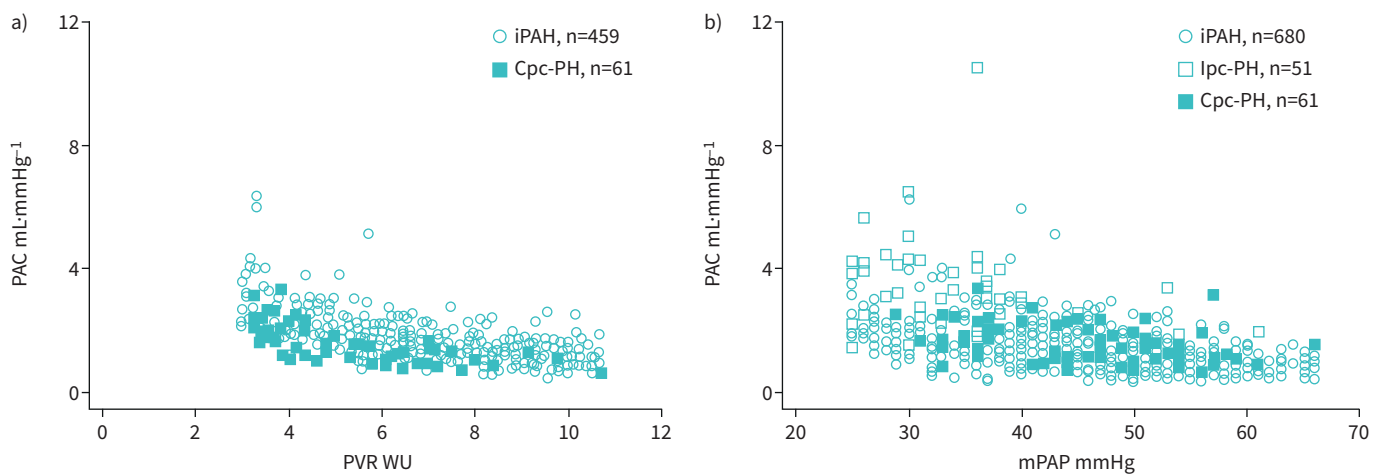 a)
12
8
4
0
PAC mL·mmHg⁻¹
iPAH, n=459
Cpc-PH, n=61
0 2 4 6 8 10 12
PVR WU
b)
12
8
4
0
PAC mL·mmHg⁻¹
iPAH, n=680
Ipc-PH, n=51
Cpc-PH, n=61
20 30 40 50 60 70
mPAP mmHg